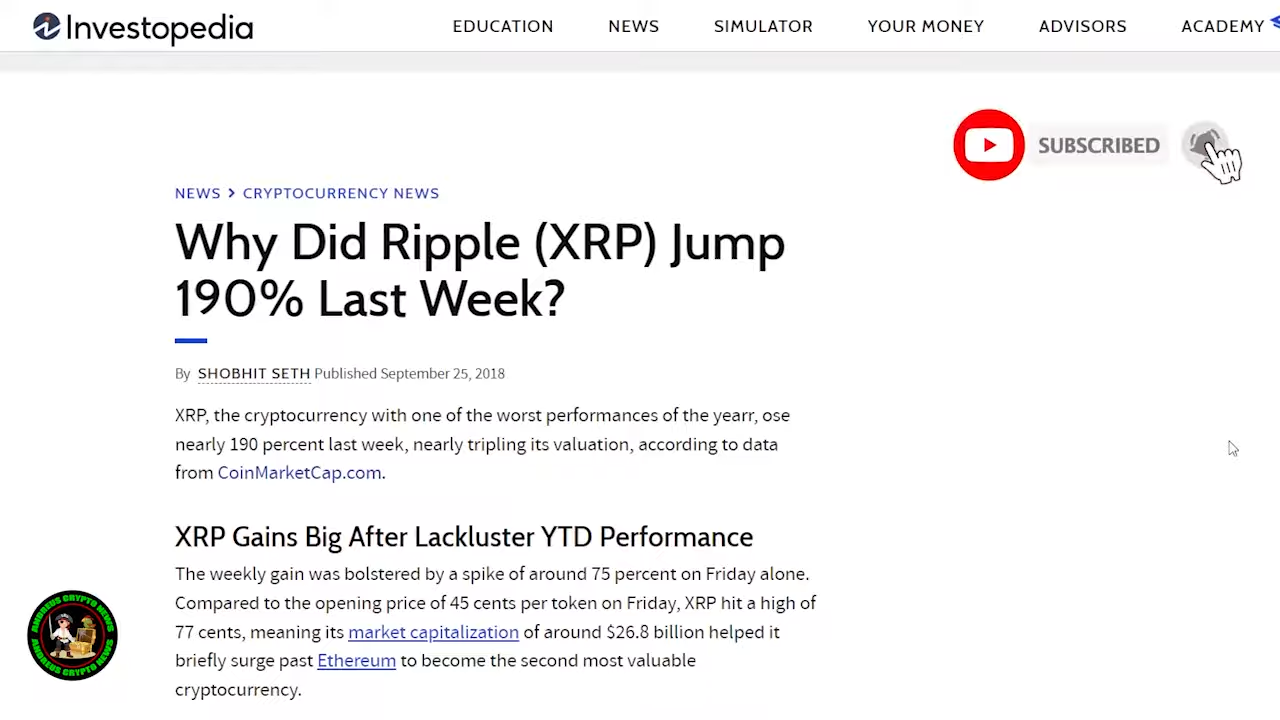 Investopedia
EDUCATION NEWS SIMULATOR YOUR MONEY ADVISORS ACADEMY
SUBSCRIBED
NEWS > CRYPTOCURRENCY NEWS
Why Did Ripple (XRP) Jump
190% Last Week?
By SHOBHIT SETH Published September 25, 2018
XRP, the cryptocurrency with one of the worst performances of the yearr, ose
nearly 190 percent last week, nearly tripling its valuation, according to data
from CoinMarketCap.com.
XRP Gains Big After Lackluster YTD Performance
The weekly gain was bolstered by a spike of around 75 percent on Friday alone.
Compared to the opening price of 45 cents per token on Friday, XRP hit a high of
77 cents, meaning its market capitalization of around $26.8 billion helped it
briefly surge past Ethereum to become the second most valuable
cryptocurrency.
ANDREUS CRYPTO NEWS
ANDREUS CRYPTO NEWS